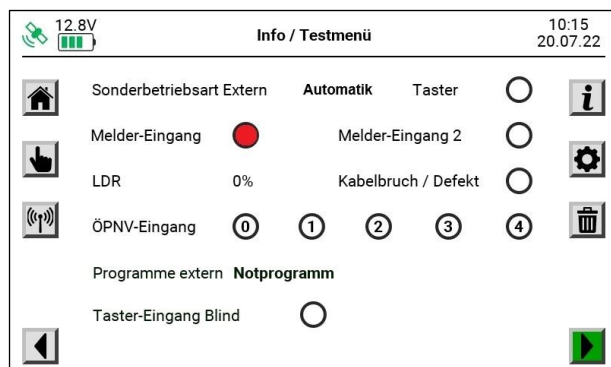 12.8V
Info / Testmenü
10:15
20.07.22
Sonderbetriebsart Extern Automatik Taster
Melder-Eingang Melder-Eingang 2
LDR 0% Kabelbruch / Defekt
ÖPNV-Eingang 0 1 2 3 4
Programme extern Notprogramm
Taster-Eingang Blind